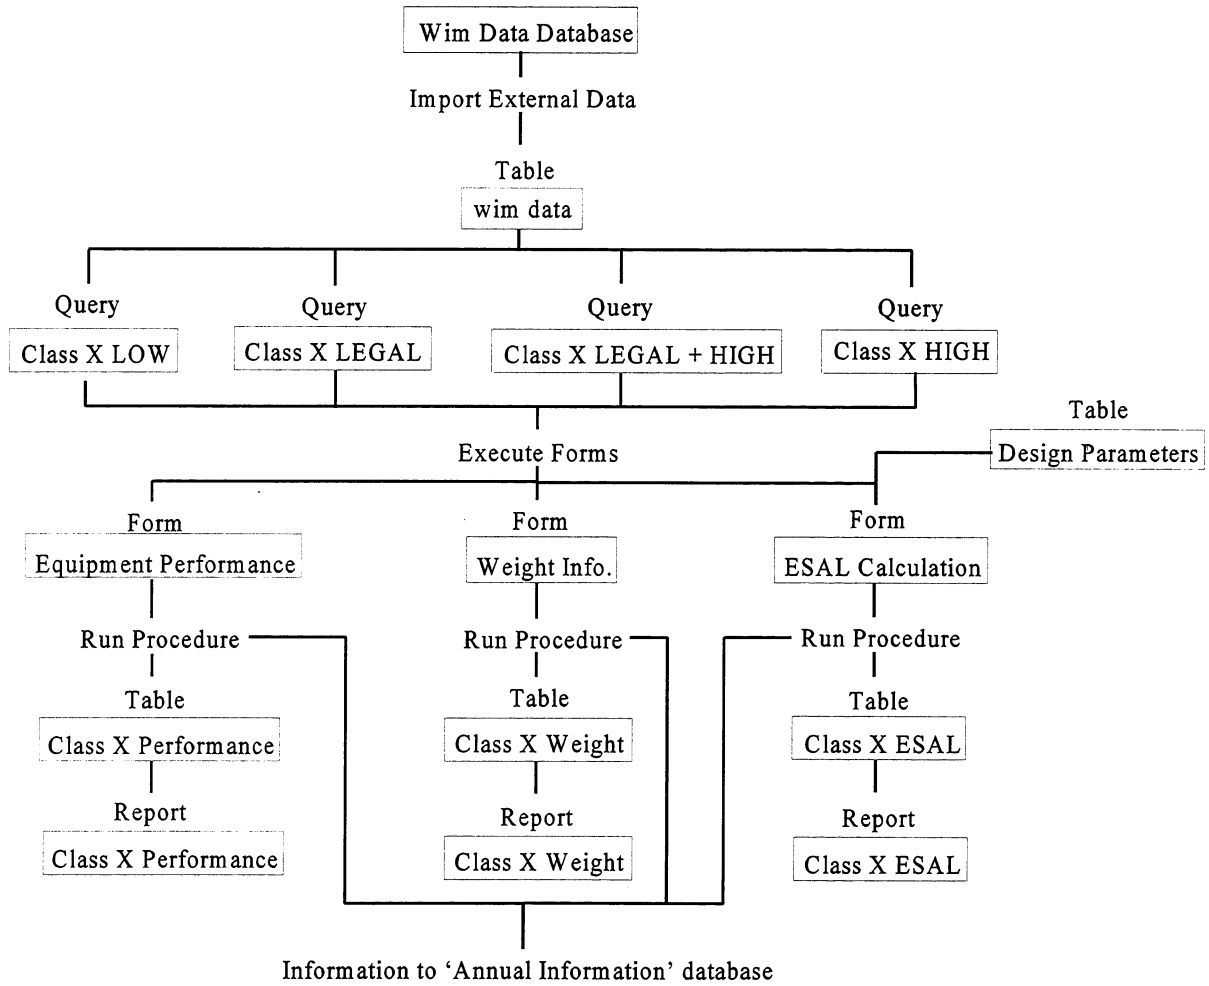 Wim Data Database
Import External Data
Table
wim data
Query
Query
Query
Query
Class X LOW
Class X LEGAL
Class X LEGAL + HIGH
Class X HIGH
Table
Design Parameters
Execute Forms
Form
Form
Form
Equipment Performance
Weight Info.
ESAL Calculation
Run Procedure
Run Procedure
Run Procedure
Table
Table
Table
Class X Performance
Class X Weight
Class X ESAL
Report
Report
Report
Class X Performance
Class X Weight
Class X ESAL
Information to ‘Annual Information’ database